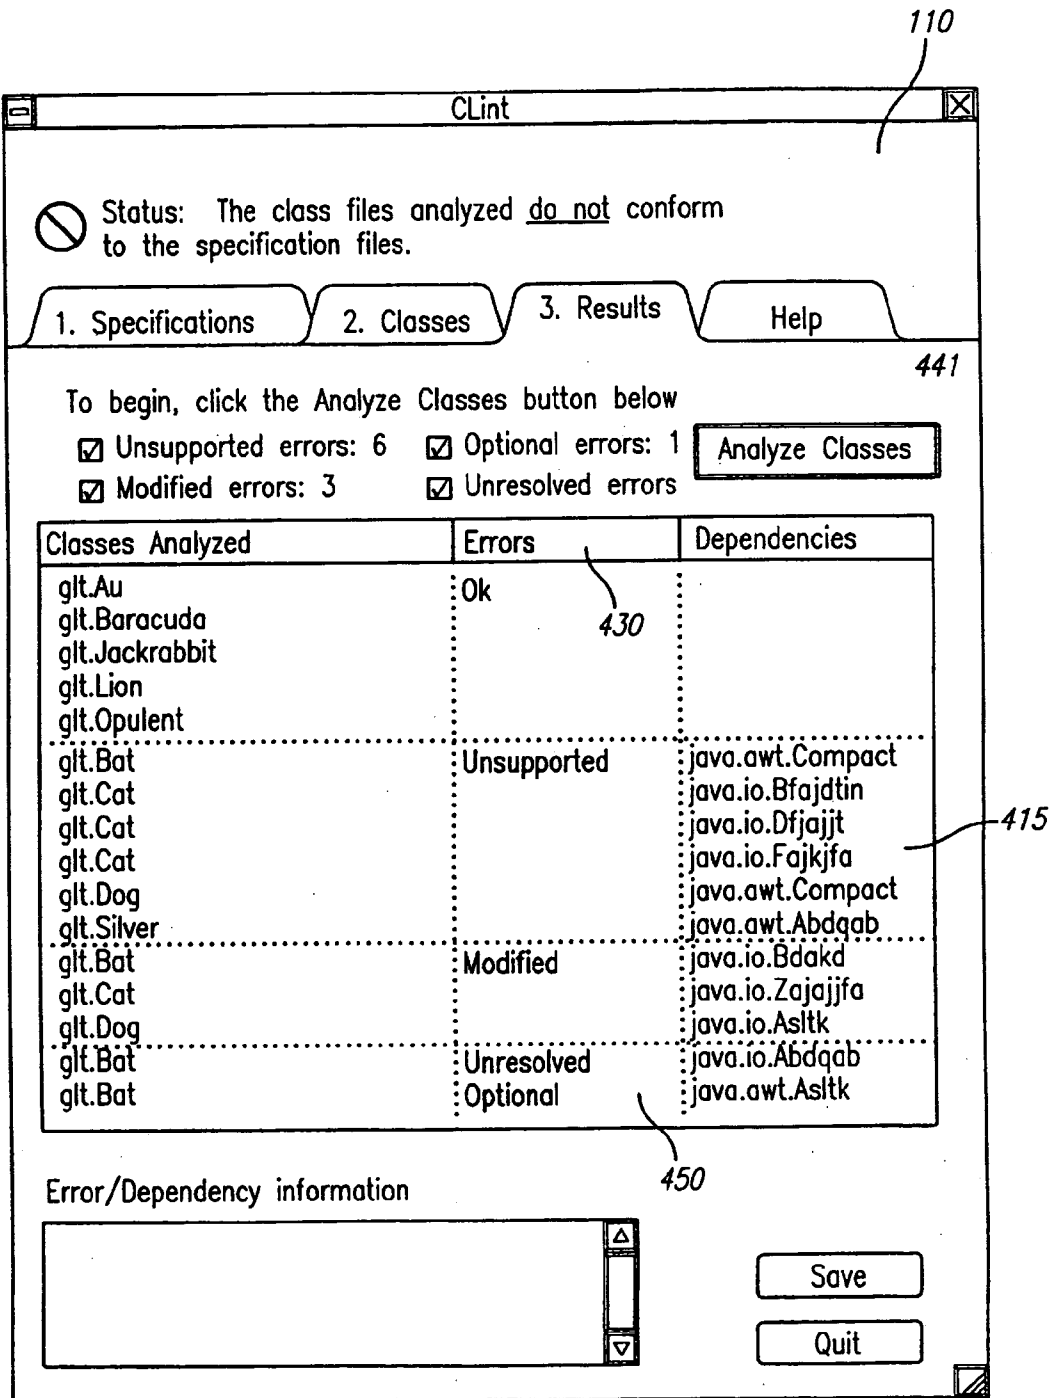 110
CLint
Status: The class files analyzed do not conform
to the specification files.
1. Specifications 2. Classes 3. Results Help
441
To begin, click the Analyze Classes button below
Unsupported errors: 6 Optional errors: 1 Analyze Classes
Modified errors: 3 Unresolved errors
Classes Analyzed Errors Dependencies
glt.Au Ok
glt.Baracuda 430
glt.Jackrabbit
glt.Lion
glt.Opulent
glt.Bat Unsupported java.awt.Compact
glt.Cat java.io.Bfajdtin
glt.Cat java.io.Dfjajjt 415
glt.Cat java.io.Fajkjfa
glt.Dog java.awt.Compact
glt.Silver java.awt.Abdqab
glt.Bat Modified java.io.Bdakd
glt.Cat java.io.Zajajjfa
glt.Dog java.io.Asltk
glt.Bat Unresolved java.io.Abdqab
glt.Bat Optional java.awt.Asltk
450
Error/Dependency information
Save
Quit